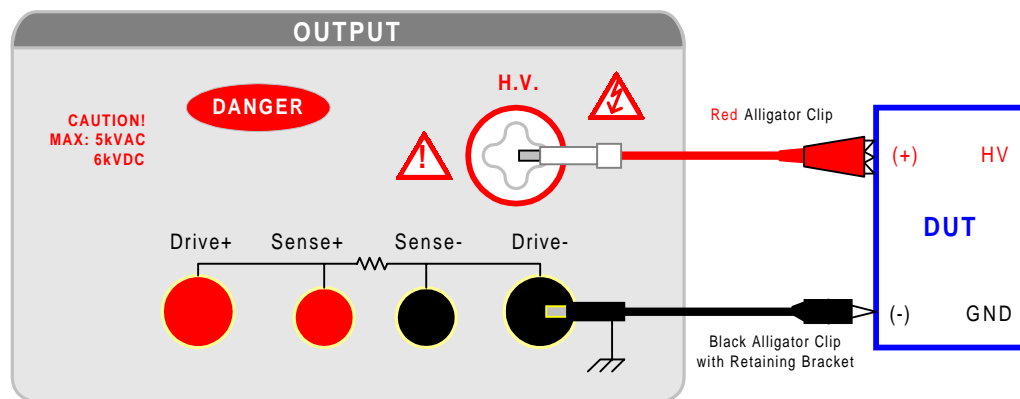 OUTPUT
H.V.
DANGER
CAUTION!
MAX: 5kVAC
6kVDC
!
Red Alligator Clip
(+) HV
DUT
Drive+ Sense+ Sense- Drive-
(-) GND
Black Alligator Clip
with Retaining Bracket